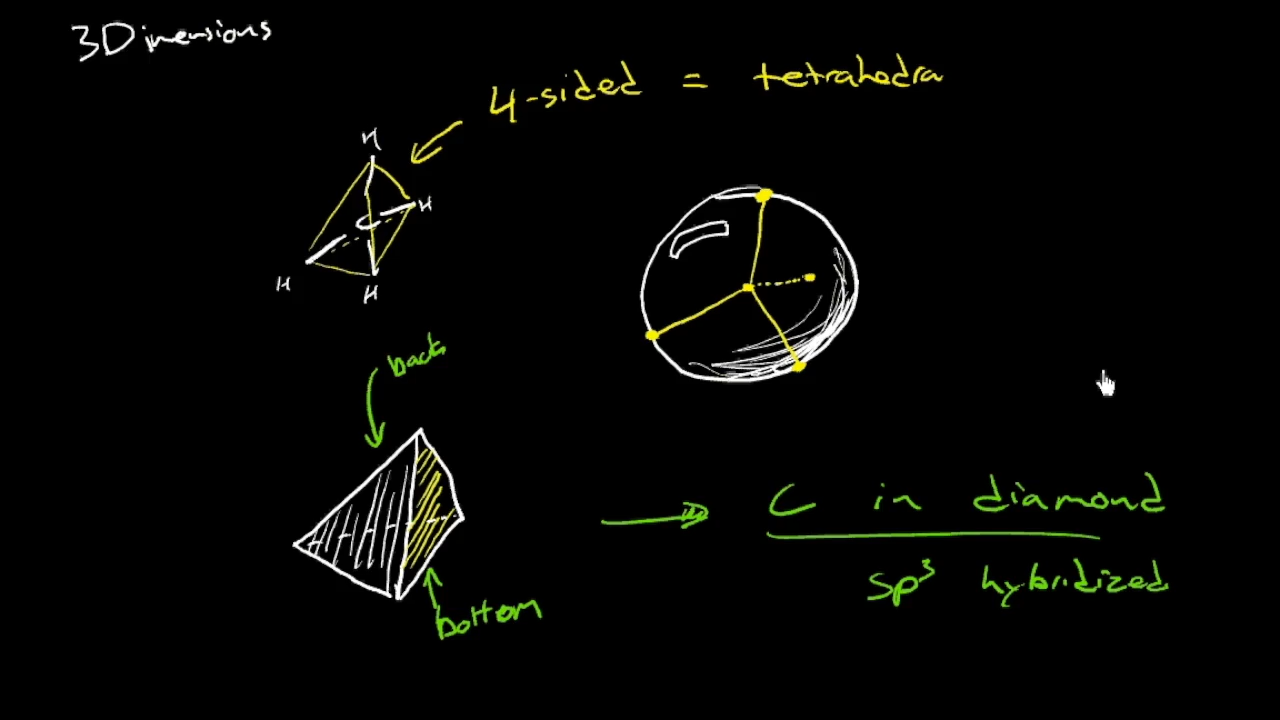 3Dimensions
4-sided = tetrahedra
H
C
H
H
H
back
C in diamond
sp³ hybridized
bottom